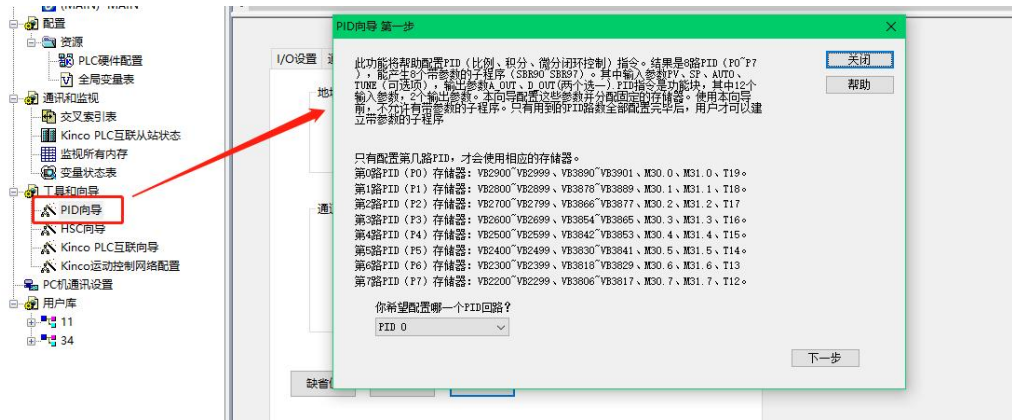 (MAIN) MAIN
配置
资源
PLC硬件配置
全局变量表
通讯和监视
交叉索引表
Kinco PLC互联从站状态
监视所有内存
变量状态表
工具和向导
PID向导
HSC向导
Kinco PLC互联向导
Kinco运动控制网络配置
PC机通讯设置
用户库
11
34
I/O设置
地
通
缺省
PID向导 第一步
此功能将帮助配置PID（比例、积分、微分闭环控制）指令。结果是8路PID（P0~P7
），能产生8个带参数的子程序（SBR90~SBR97）。其中输入参数PV、SP、AUTO、
TUNE（可选项），输出参数A_OUT、D_OUT(两个选一).PID指令是功能块，其中12个
输入参数，2个输出参数。本向导配置这些参数并分配固定的存储器。使用本向导
前，不允许有带参数的子程序。只有用到的PID路数全部配置完毕后，用户才可以建
立带参数的子程序
只有配置第几路PID，才会使用相应的存储器。
第0路PID（P0）存储器：VB2900~VB2999、VB3890~VB3901、M30.0、M31.0、T19。
第1路PID（P1）存储器：VB2800~VB2899、VB3878~VB3889、M30.1、M31.1、T18。
第2路PID（P2）存储器：VB2700~VB2799、VB3866~VB3877、M30.2、M31.2、T17
第3路PID（P3）存储器：VB2600~VB2699、VB3854~VB3865、M30.3、M31.3、T16。
第4路PID（P4）存储器：VB2500~VB2599、VB3842~VB3853、M30.4、M31.4、T15。
第5路PID（P5）存储器：VB2400~VB2499、VB3830~VB3841、M30.5、M31.5、T14。
第6路PID（P6）存储器：VB2300~VB2399、VB3818~VB3829、M30.6、M31.6、T13
第7路PID（P7）存储器：VB2200~VB2299、VB3806~VB3817、M30.7、M31.7、T12。
你希望配置哪一个PID回路？
PID 0
关闭
帮助
下一步